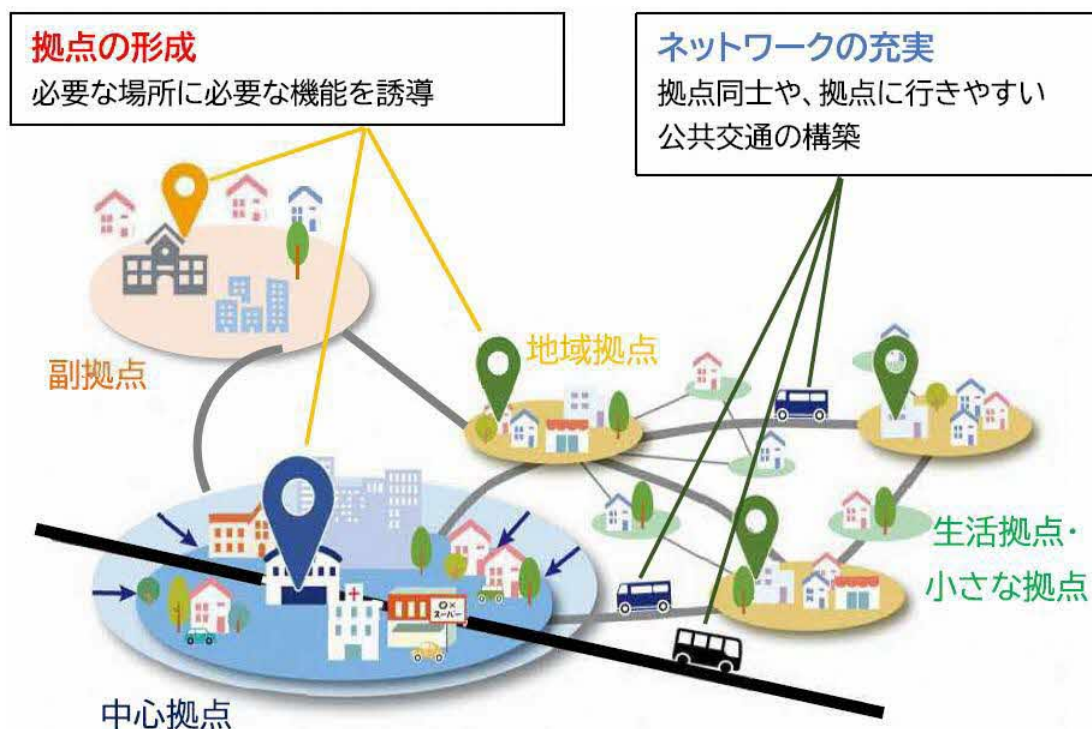 拠点の形成
必要な場所に必要な機能を誘導
ネットワークの充実
拠点同士や、拠点に行きやすい
公共交通の構築
地域拠点
副拠点
生活拠点・
小さな拠点
スーパー
中心拠点